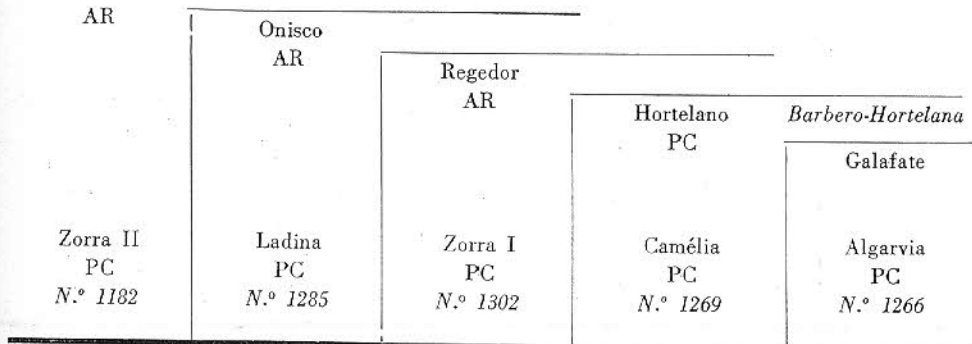 AR
Onisco
AR
Regedor
AR
Hortelano
PC
Barbero-Hortelana
Galafate
Zorra II
PC
N.º 1182
Ladina
PC
N.º 1285
Zorra I
PC
N.º 1302
Camélia
PC
N.º 1269
Algarvia
PC
N.º 1266